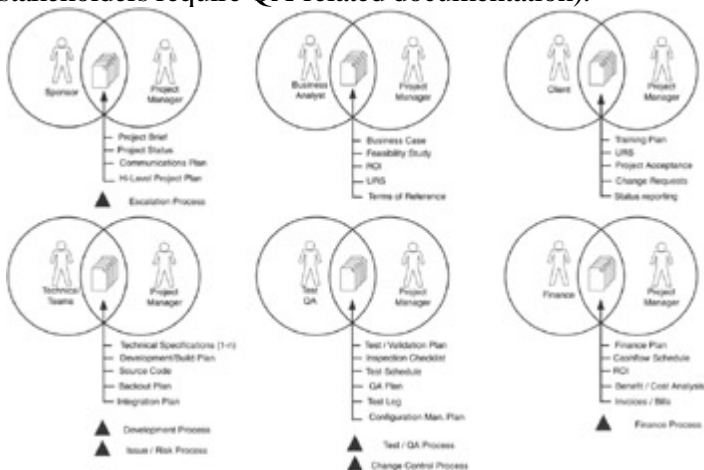 stakeholders require QA related documentation).
Sponsor
Project
Manager
Project Brief
Project Status
Communications Plan
Hi-Level Project Plan
Escalation Process
Business
Analyst
Project
Manager
Business Case
Feasibility Study
ROI
URS
Terms of Reference
Client
Project
Manager
Training Plan
URS
Project Acceptance
Change Requests
Status reporting
Technical
Teams
Project
Manager
Technical Specifications (1-n)
Development/Build Plan
Source Code
Backout Plan
Integration Plan
Development Process
Issue / Risk Process
Test
QA
Project
Manager
Test / Validation Plan
Inspection Checklist
Test Schedule
QA Plan
Test Log
Configuration Man. Plan
Test / QA Process
Change Control Process
Finance
Project
Manager
Finance Plan
Cashflow Schedule
ROI
Benefit / Cost Analysis
Invoices / Bills
Finance Process